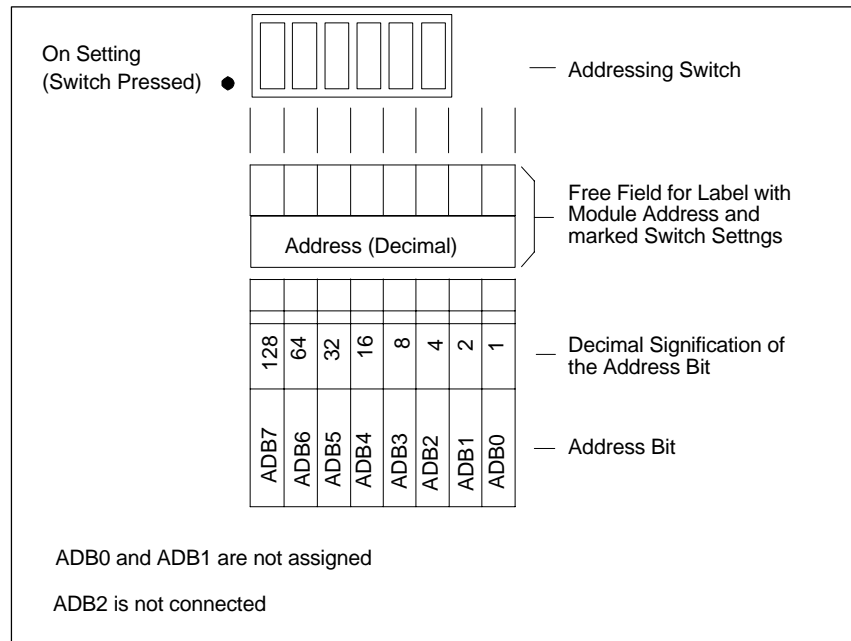 On Setting
(Switch Pressed)
Addressing Switch
Free Field for Label with
Module Address and
marked Switch Settngs
Address (Decimal)
128 64 32 16 8 4 2 1
Decimal Signification of
the Address Bit
ADB7 ADB6 ADB5 ADB4 ADB3 ADB2 ADB1 ADB0
Address Bit
ADB0 and ADB1 are not assigned
ADB2 is not connected